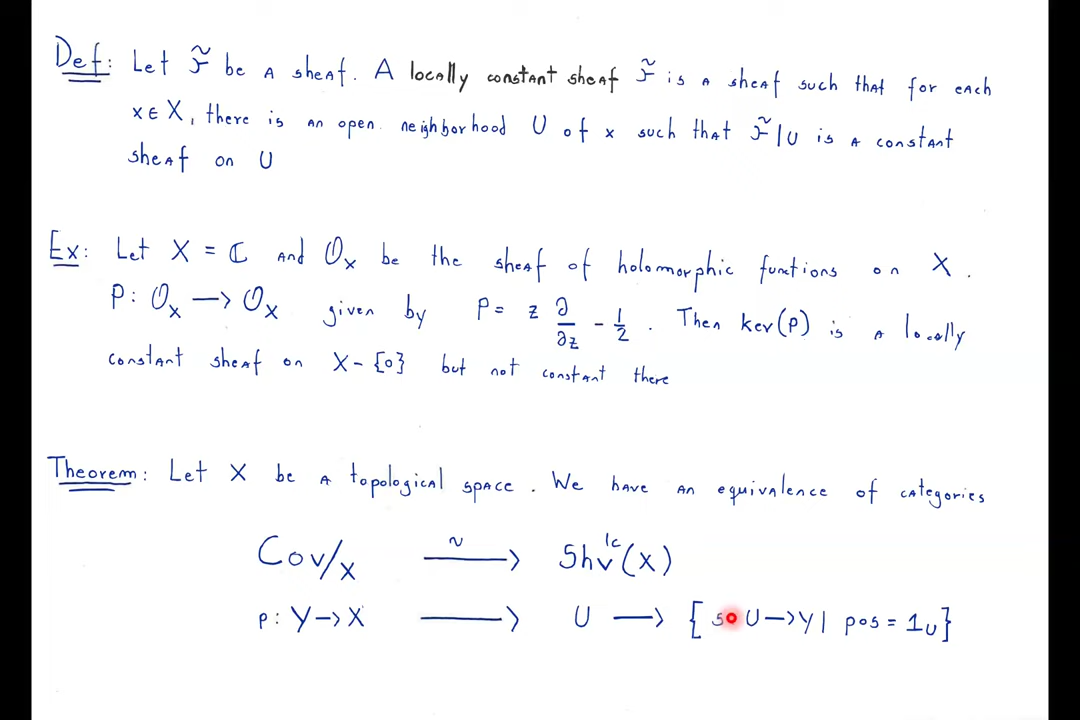 Def: Let F̃ be a sheaf. A locally constant sheaf F̃ is a sheaf such that for each
x ∈ X, there is an open neighborhood U of x such that F̃|U is a constant
sheaf on U
Ex: Let X = ℂ and 𝒪_X be the sheaf of holomorphic functions on X.
P: 𝒪_X → 𝒪_X given by P = z ∂/∂z - 1/2. Then ker(P) is a locally
constant sheaf on X - {0} but not constant there
Theorem: Let X be a topological space. We have an equivalence of categories
Cov/X ~→ Shv^lc(X)
p: Y → X → U → { s: U → Y | p∘s = 1_U }